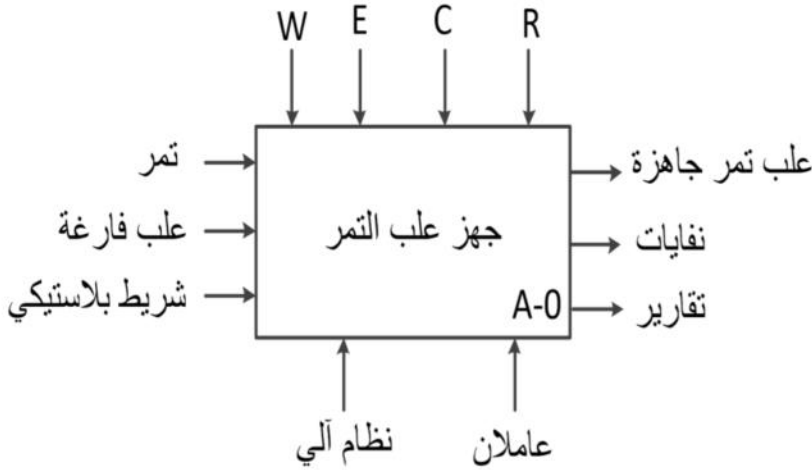 W E C R
تمر
علب فارغة
شريط بلاستيكي
جهز علب التمر
A-0
علب تمر جاهزة
نفايات
تقارير
نظام آلي
عاملان